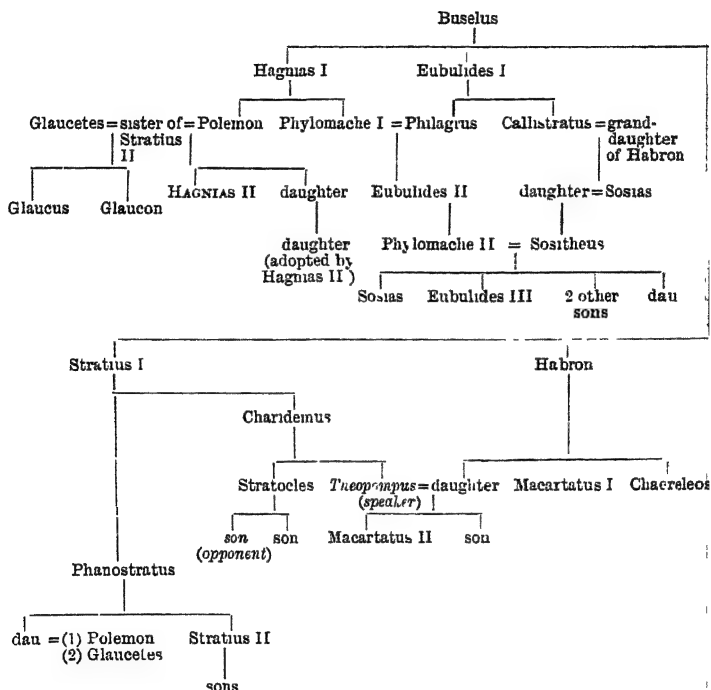 Buselus
Hagnias I Eubulides I
Glaucetes = sister of = Polemon Phylomache I = Philagrus Callistratus = grand-
Stratius daughter
II of Habron
Glaucus Glaucon HAGNIAS II daughter Eubulides II daughter = Sosias
daughter Phylomache II = Sositheus
(adopted by
Hagnias II)
Sosias Eubulides III 2 other dau
sons
Stratius I Habron
Charidemus
Stratocles Theopompus = daughter Macartatus I Chaereleos
(speaker)
son son Macartatus II son
(opponent)
Phanostratus
dau = (1) Polemon Stratius II
(2) Glaucetes
sons